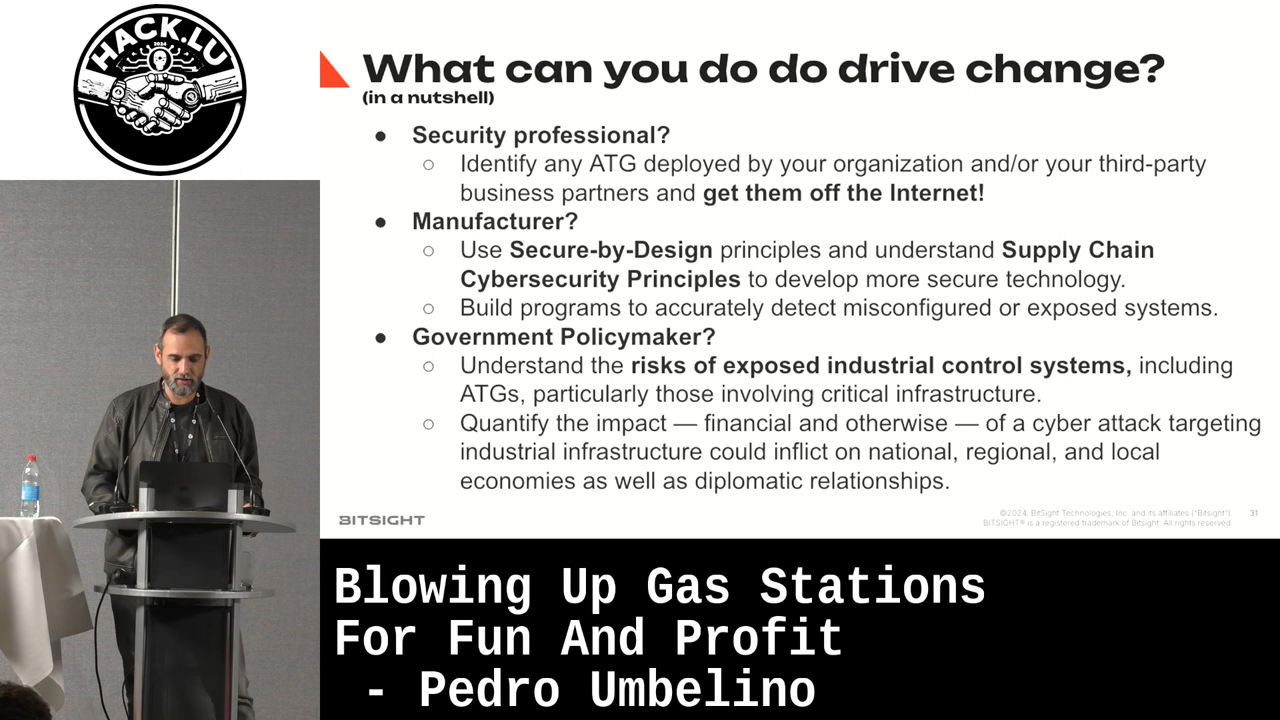 HACK.LU
2024
What can you do do drive change?
(in a nutshell)
● Security professional?
○ Identify any ATG deployed by your organization and/or your third-party
business partners and get them off the Internet!
● Manufacturer?
○ Use Secure-by-Design principles and understand Supply Chain
Cybersecurity Principles to develop more secure technology.
○ Build programs to accurately detect misconfigured or exposed systems.
● Government Policymaker?
○ Understand the risks of exposed industrial control systems, including
ATGs, particularly those involving critical infrastructure.
○ Quantify the impact — financial and otherwise — of a cyber attack targeting
industrial infrastructure could inflict on national, regional, and local
economies as well as diplomatic relationships.
BITSIGHT
©2024, BitSight Technologies, Inc. and its affiliates ("Bitsight").
BITSIGHT® is a registered trademark of Bitsight. All rights reserved.
31
Blowing Up Gas Stations
For Fun And Profit
- Pedro Umbelino